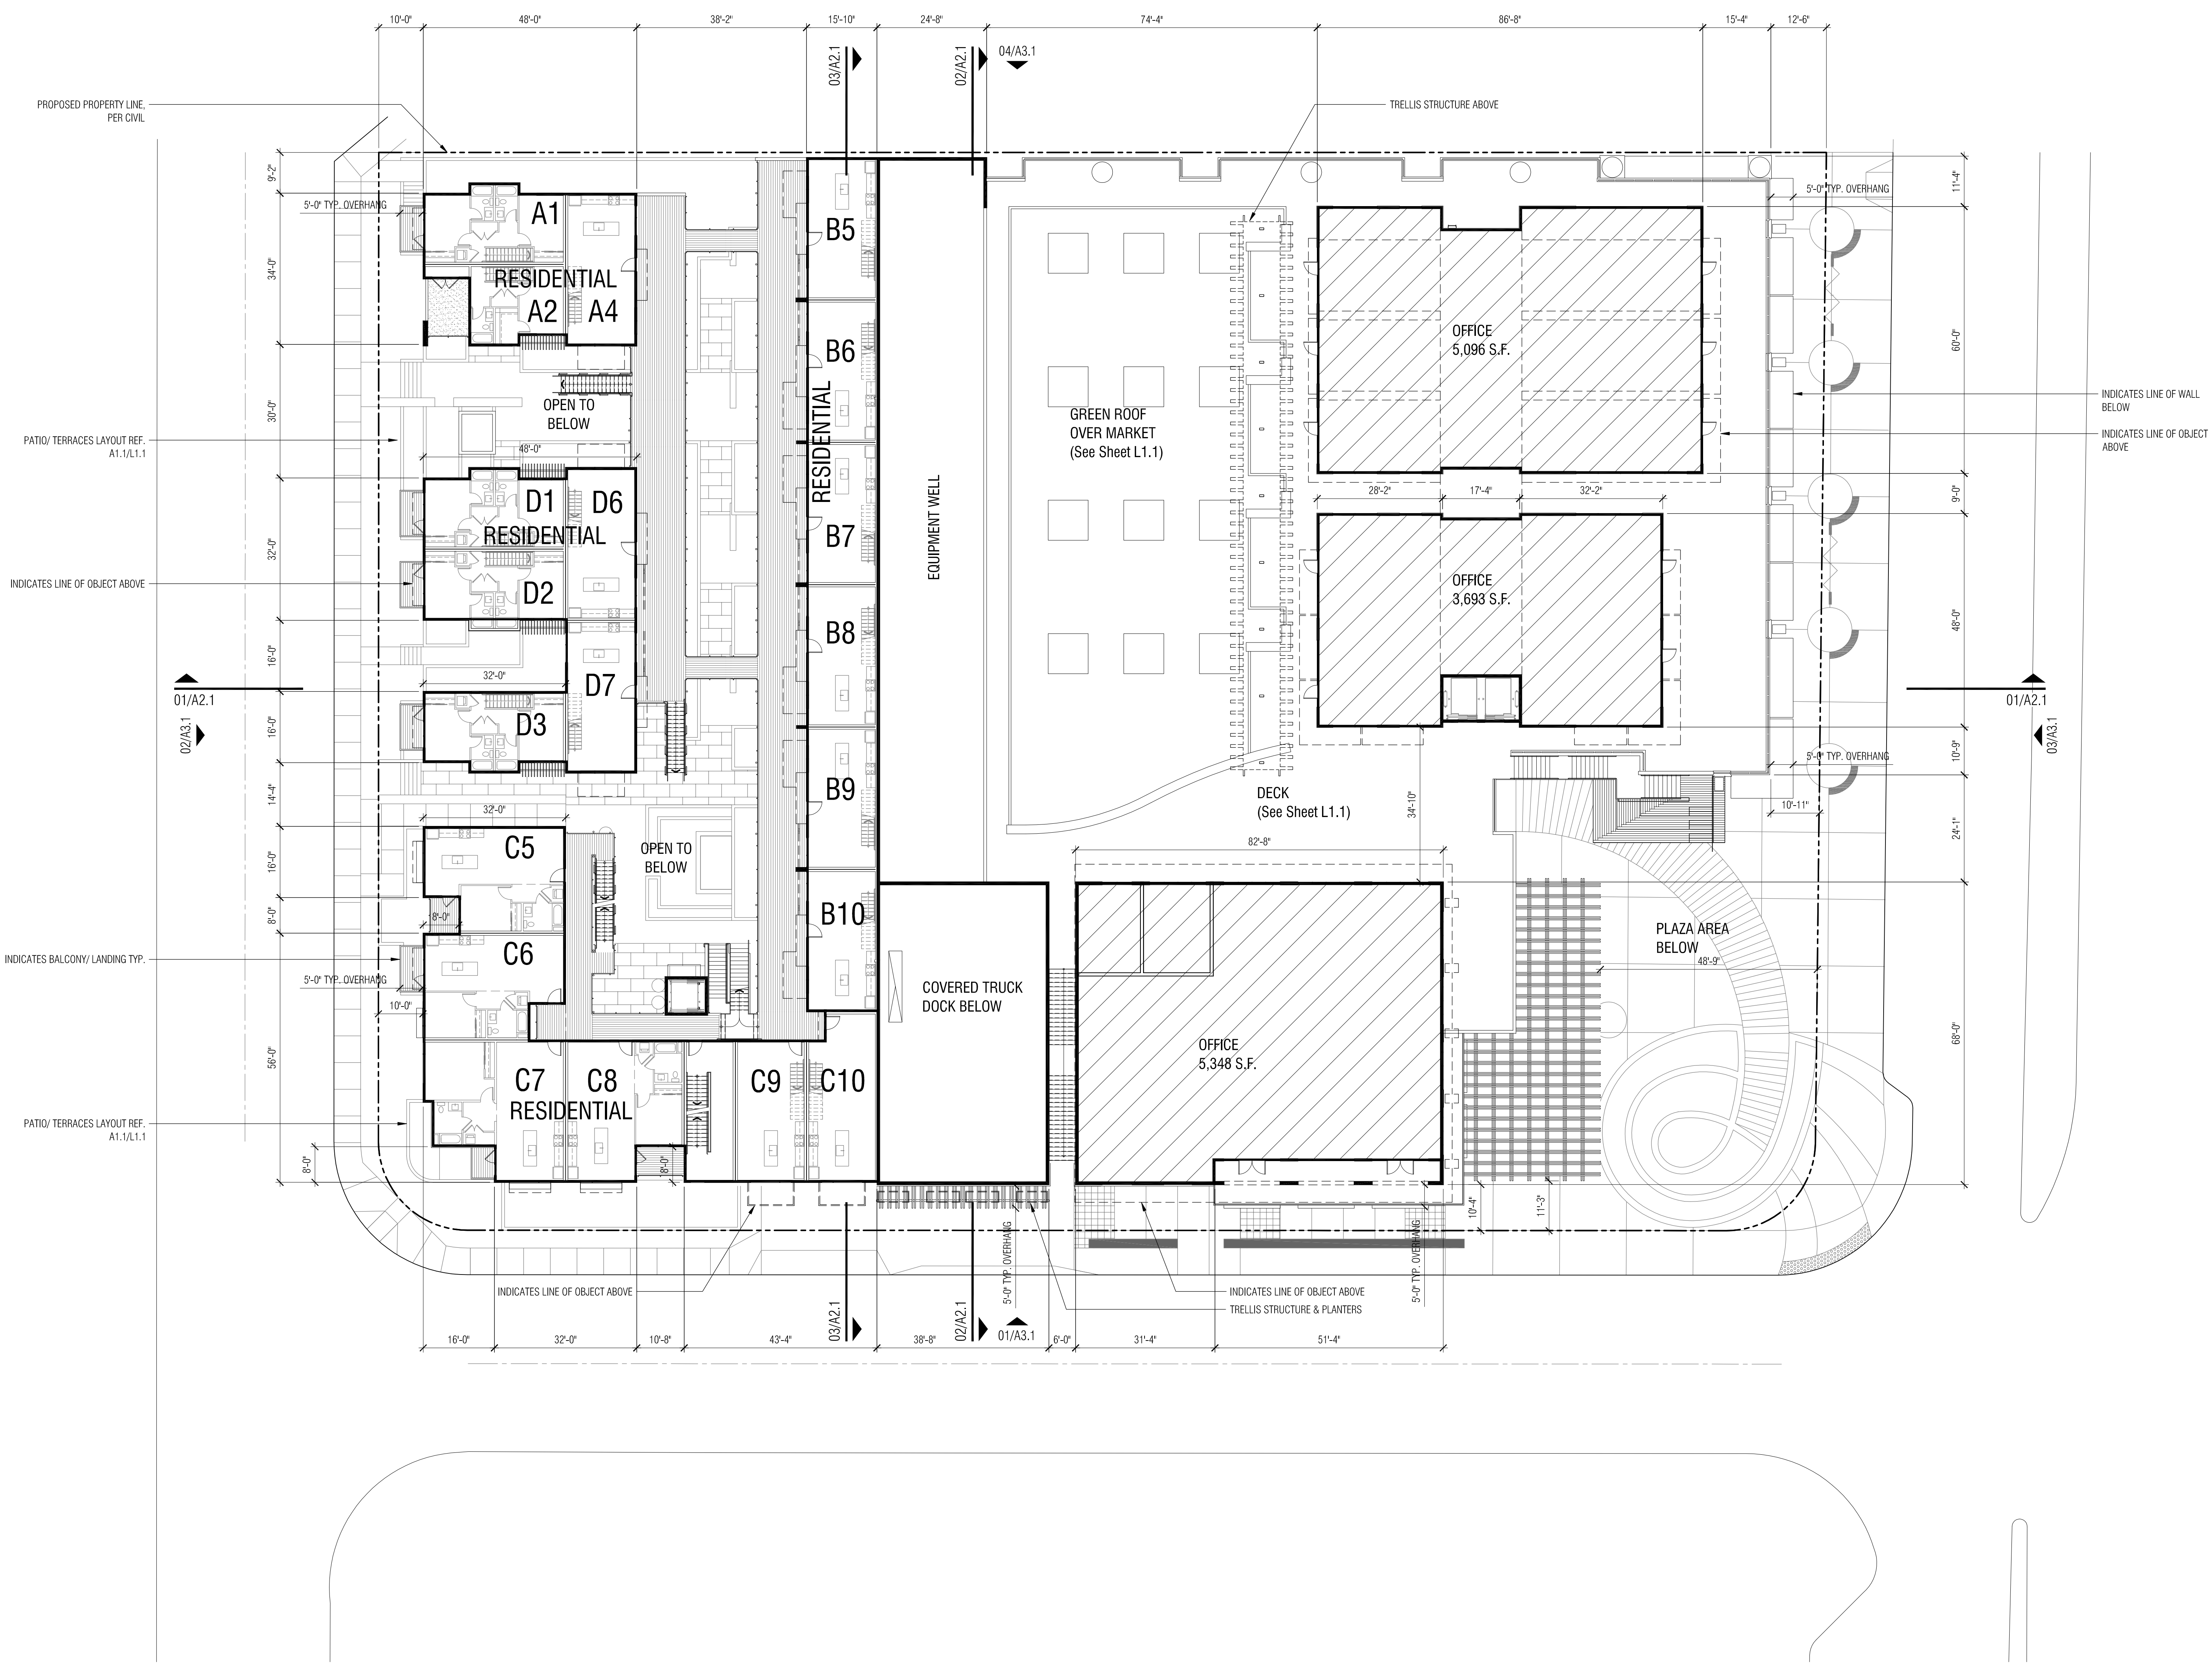 10'-0"
48'-0"
38'-2"
15'-10"
24'-8"
74'-4"
86'-8"
15'-4"
12'-6"
03/A2.1
02/A2.1
04/A3.1
PROPOSED PROPERTY LINE,
PER CIVIL
TRELLIS STRUCTURE ABOVE
9'-2"
11'-4"
5'-0" TYP. OVERHANG
5'-0" TYP. OVERHANG
A1
B5
34'-0"
RESIDENTIAL
A2
A4
OFFICE
5,096 S.F.
60'-0"
B6
RESIDENTIAL
INDICATES LINE OF WALL
BELOW
30'-0"
OPEN TO
BELOW
GREEN ROOF
OVER MARKET
(See Sheet L1.1)
INDICATES LINE OF OBJECT
ABOVE
PATIO/ TERRACES LAYOUT REF.
A1.1/L1.1
48'-0"
28'-2"
17'-4"
32'-2"
9'-0"
D1
D6
RESIDENTIAL
B7
EQUIPMENT WELL
32'-0"
INDICATES LINE OF OBJECT ABOVE
D2
OFFICE
3,693 S.F.
48'-0"
B8
16'-0"
32'-0"
D7
01/A2.1
01/A2.1
02/A3.1
03/A3.1
16'-0"
D3
10'-9"
5'-0" TYP. OVERHANG
B9
14'-4"
DECK
(See Sheet L1.1)
34'-10"
10'-11"
32'-0"
24'-1"
82'-8"
C5
OPEN TO
BELOW
16'-0"
8'-0"
8'-0"
B10
PLAZA AREA
BELOW
48'-9"
INDICATES BALCONY/ LANDING TYP.
C6
5'-0" TYP. OVERHANG
10'-0"
COVERED TRUCK
DOCK BELOW
OFFICE
5,348 S.F.
68'-0"
56'-0"
C7
C8
C9
C10
RESIDENTIAL
PATIO/ TERRACES LAYOUT REF.
A1.1/L1.1
8'-0"
8'-0"
10'-4"
11'-3"
5'-0" TYP. OVERHANG
5'-0" TYP. OVERHANG
INDICATES LINE OF OBJECT ABOVE
INDICATES LINE OF OBJECT ABOVE
TRELLIS STRUCTURE & PLANTERS
03/A2.1
02/A2.1
01/A3.1
16'-0"
32'-0"
10'-8"
43'-4"
38'-8"
6'-0"
31'-4"
51'-4"